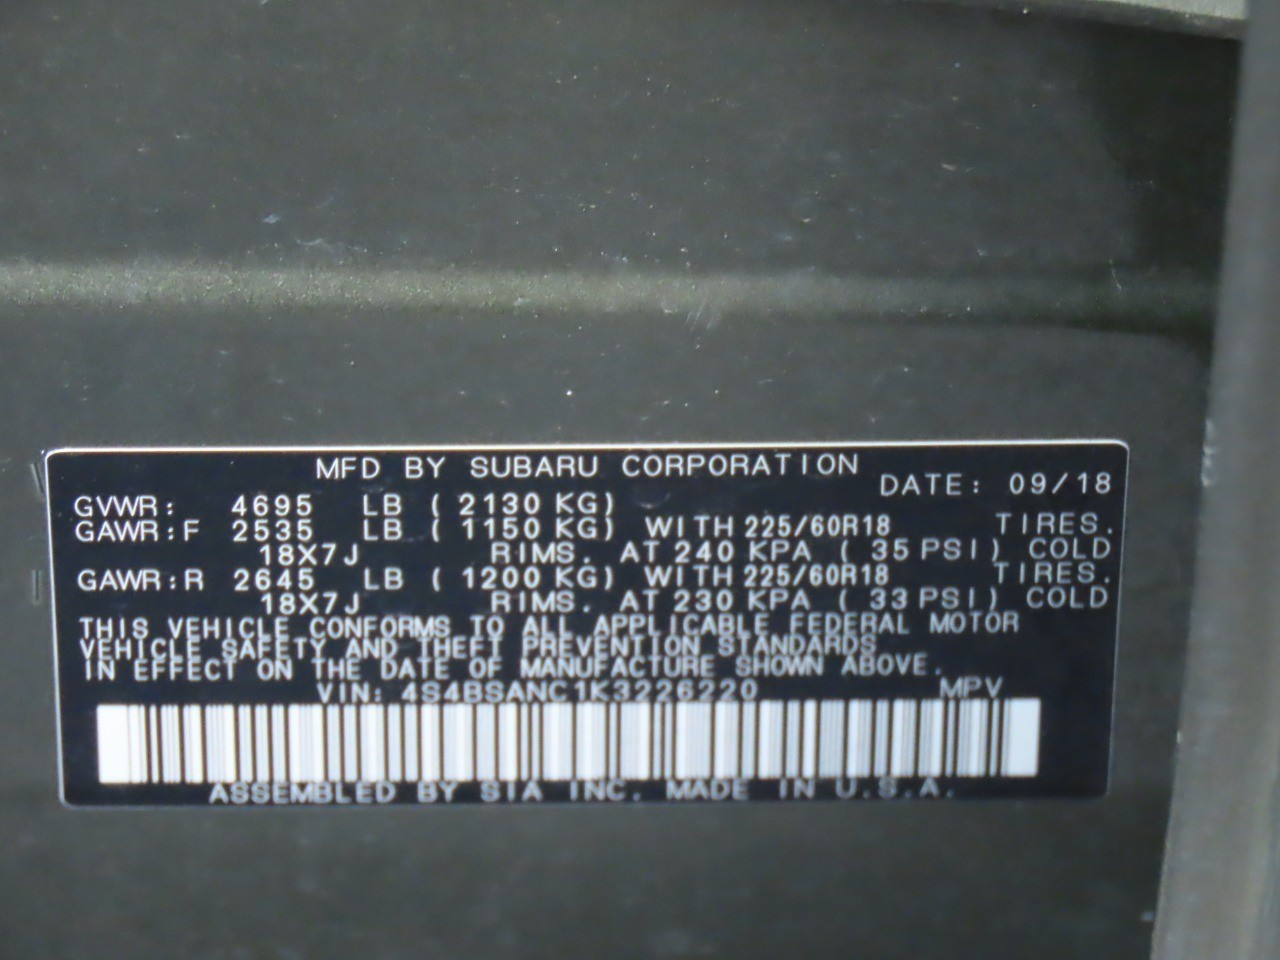 MFD BY SUBARU CORPORATION
DATE: 09/18
GVWR: 4695 LB ( 2130 KG)
GAWR:F 2535 LB ( 1150 KG) WITH 225/60R18 TIRES.
18X7J RIMS. AT 240 KPA ( 35 PSI) COLD
GAWR:R 2645 LB ( 1200 KG) WITH 225/60R18 TIRES.
18X7J RIMS. AT 230 KPA ( 33 PSI) COLD
THIS VEHICLE CONFORMS TO ALL APPLICABLE FEDERAL MOTOR
VEHICLE SAFETY AND THEFT PREVENTION STANDARDS
IN EFFECT ON THE DATE OF MANUFACTURE SHOWN ABOVE.
VIN: 4S4BSANC1K3226220 MPV
ASSEMBLED BY SIA INC. MADE IN U.S.A.